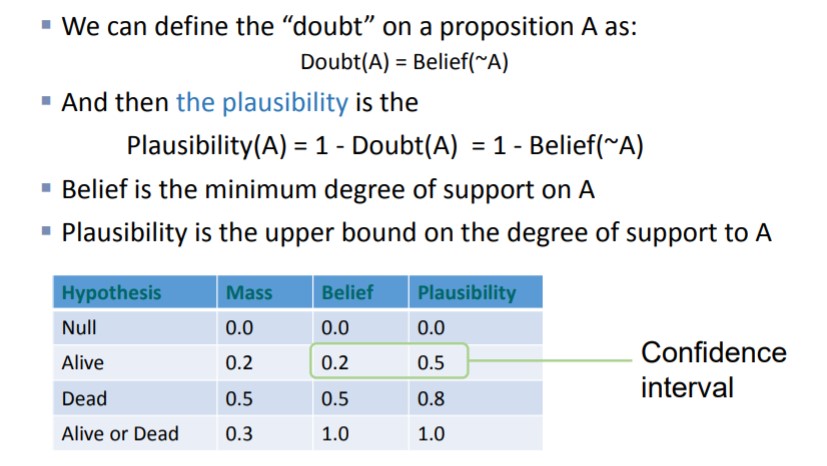 ▪ We can define the “doubt” on a proposition A as:
Doubt(A) = Belief(~A)
▪ And then the plausibility is the
Plausibility(A) = 1 - Doubt(A) = 1 - Belief(~A)
▪ Belief is the minimum degree of support on A
▪ Plausibility is the upper bound on the degree of support to A
Hypothesis Mass Belief Plausibility
Null 0.0 0.0 0.0
Alive 0.2 0.2 0.5
Dead 0.5 0.5 0.8
Alive or Dead 0.3 1.0 1.0
Confidence
interval